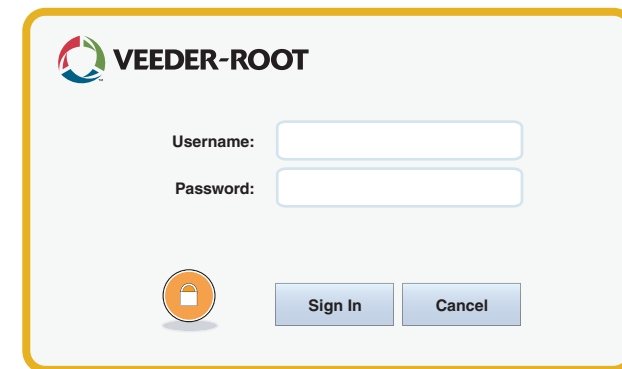 VEEDER-ROOT
Username:
Password:
Sign In
Cancel